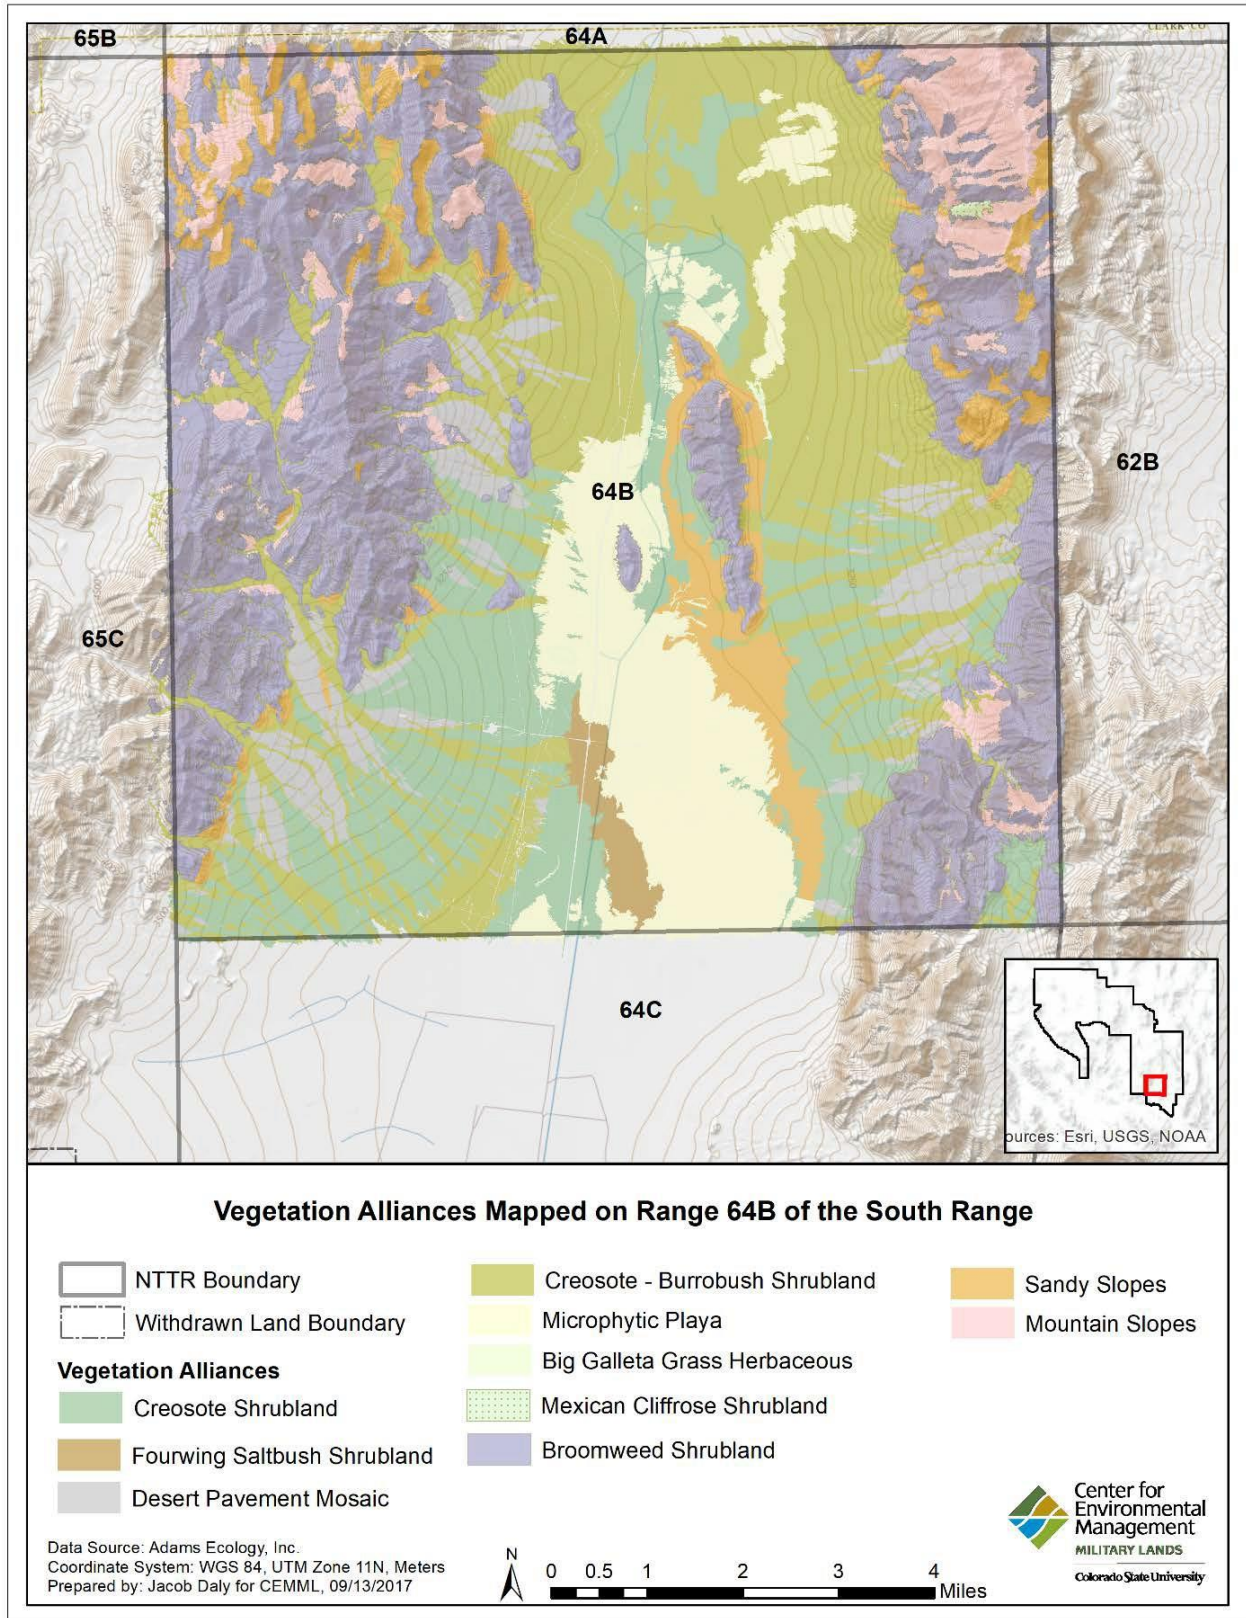 65B
64A
CLARK CO
64B
62B
65C
64C
ources: Esri, USGS, NOAA
Vegetation Alliances Mapped on Range 64B of the South Range
NTTR Boundary
Withdrawn Land Boundary
Vegetation Alliances
Creosote Shrubland
Fourwing Saltbush Shrubland
Desert Pavement Mosaic
Creosote - Burrobush Shrubland
Microphytic Playa
Big Galleta Grass Herbaceous
Mexican Cliffrose Shrubland
Broomweed Shrubland
Sandy Slopes
Mountain Slopes
Data Source: Adams Ecology, Inc.
Coordinate System: WGS 84, UTM Zone 11N, Meters
Prepared by: Jacob Daly for CEMML, 09/13/2017
N
0 0.5 1 2 3 4
Miles
Center for
Environmental
Management
MILITARY LANDS
Colorado State University